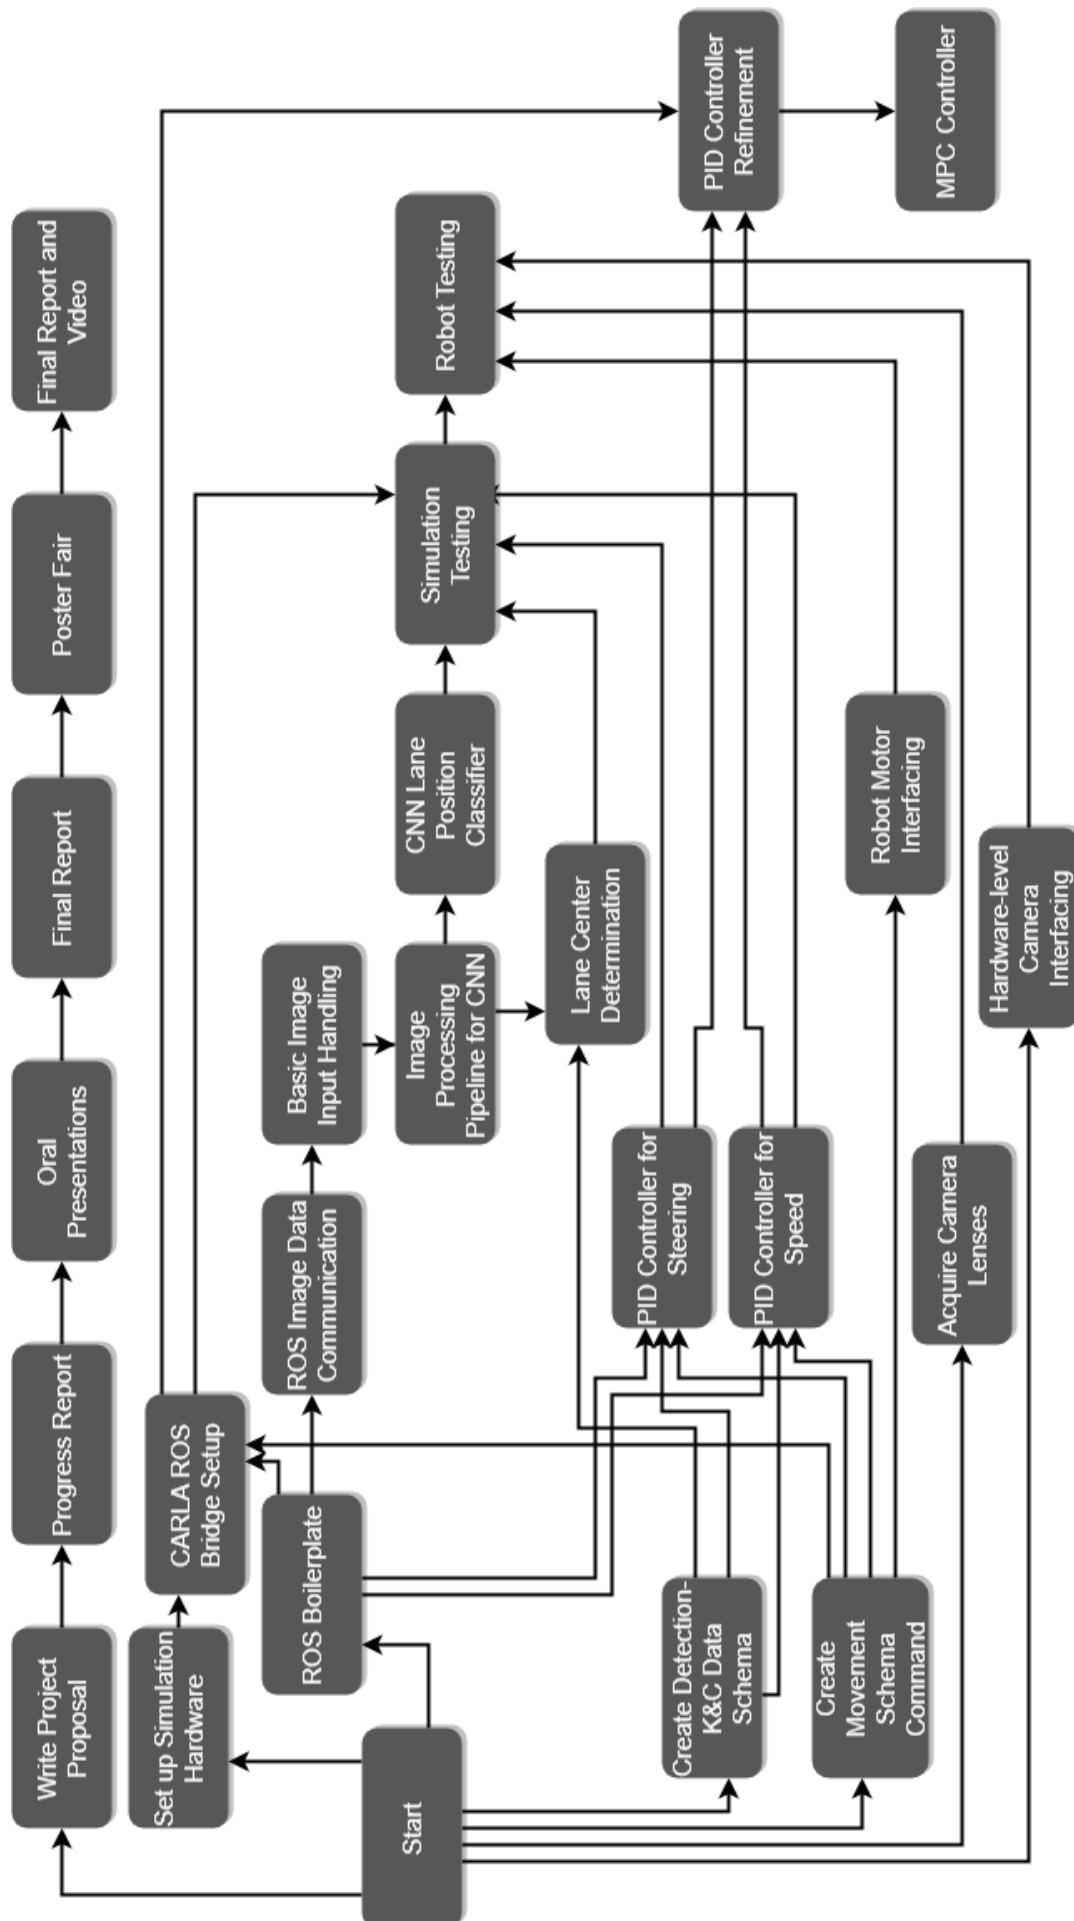 Write Project
Proposal
Progress Report
Oral
Presentations
Final Report
Poster Fair
Final Report and
Video
Set up Simulation
Hardware
CARLA ROS
Bridge Setup
ROS Boilerplate
ROS Image Data
Communication
Basic Image
Input Handling
Start
Image
Processing
Pipeline for CNN
CNN Lane
Position
Classifier
Simulation
Testing
Robot Testing
Lane Center
Determination
Create Detection-
K&C Data
Schema
PID Controller for
Steering
PID Controller for
Speed
PID Controller
Refinement
Create
Movement
Schema
Command
Robot Motor
Interfacing
MPC Controller
Acquire Camera
Lenses
Hardware-level
Camera
Interfacing